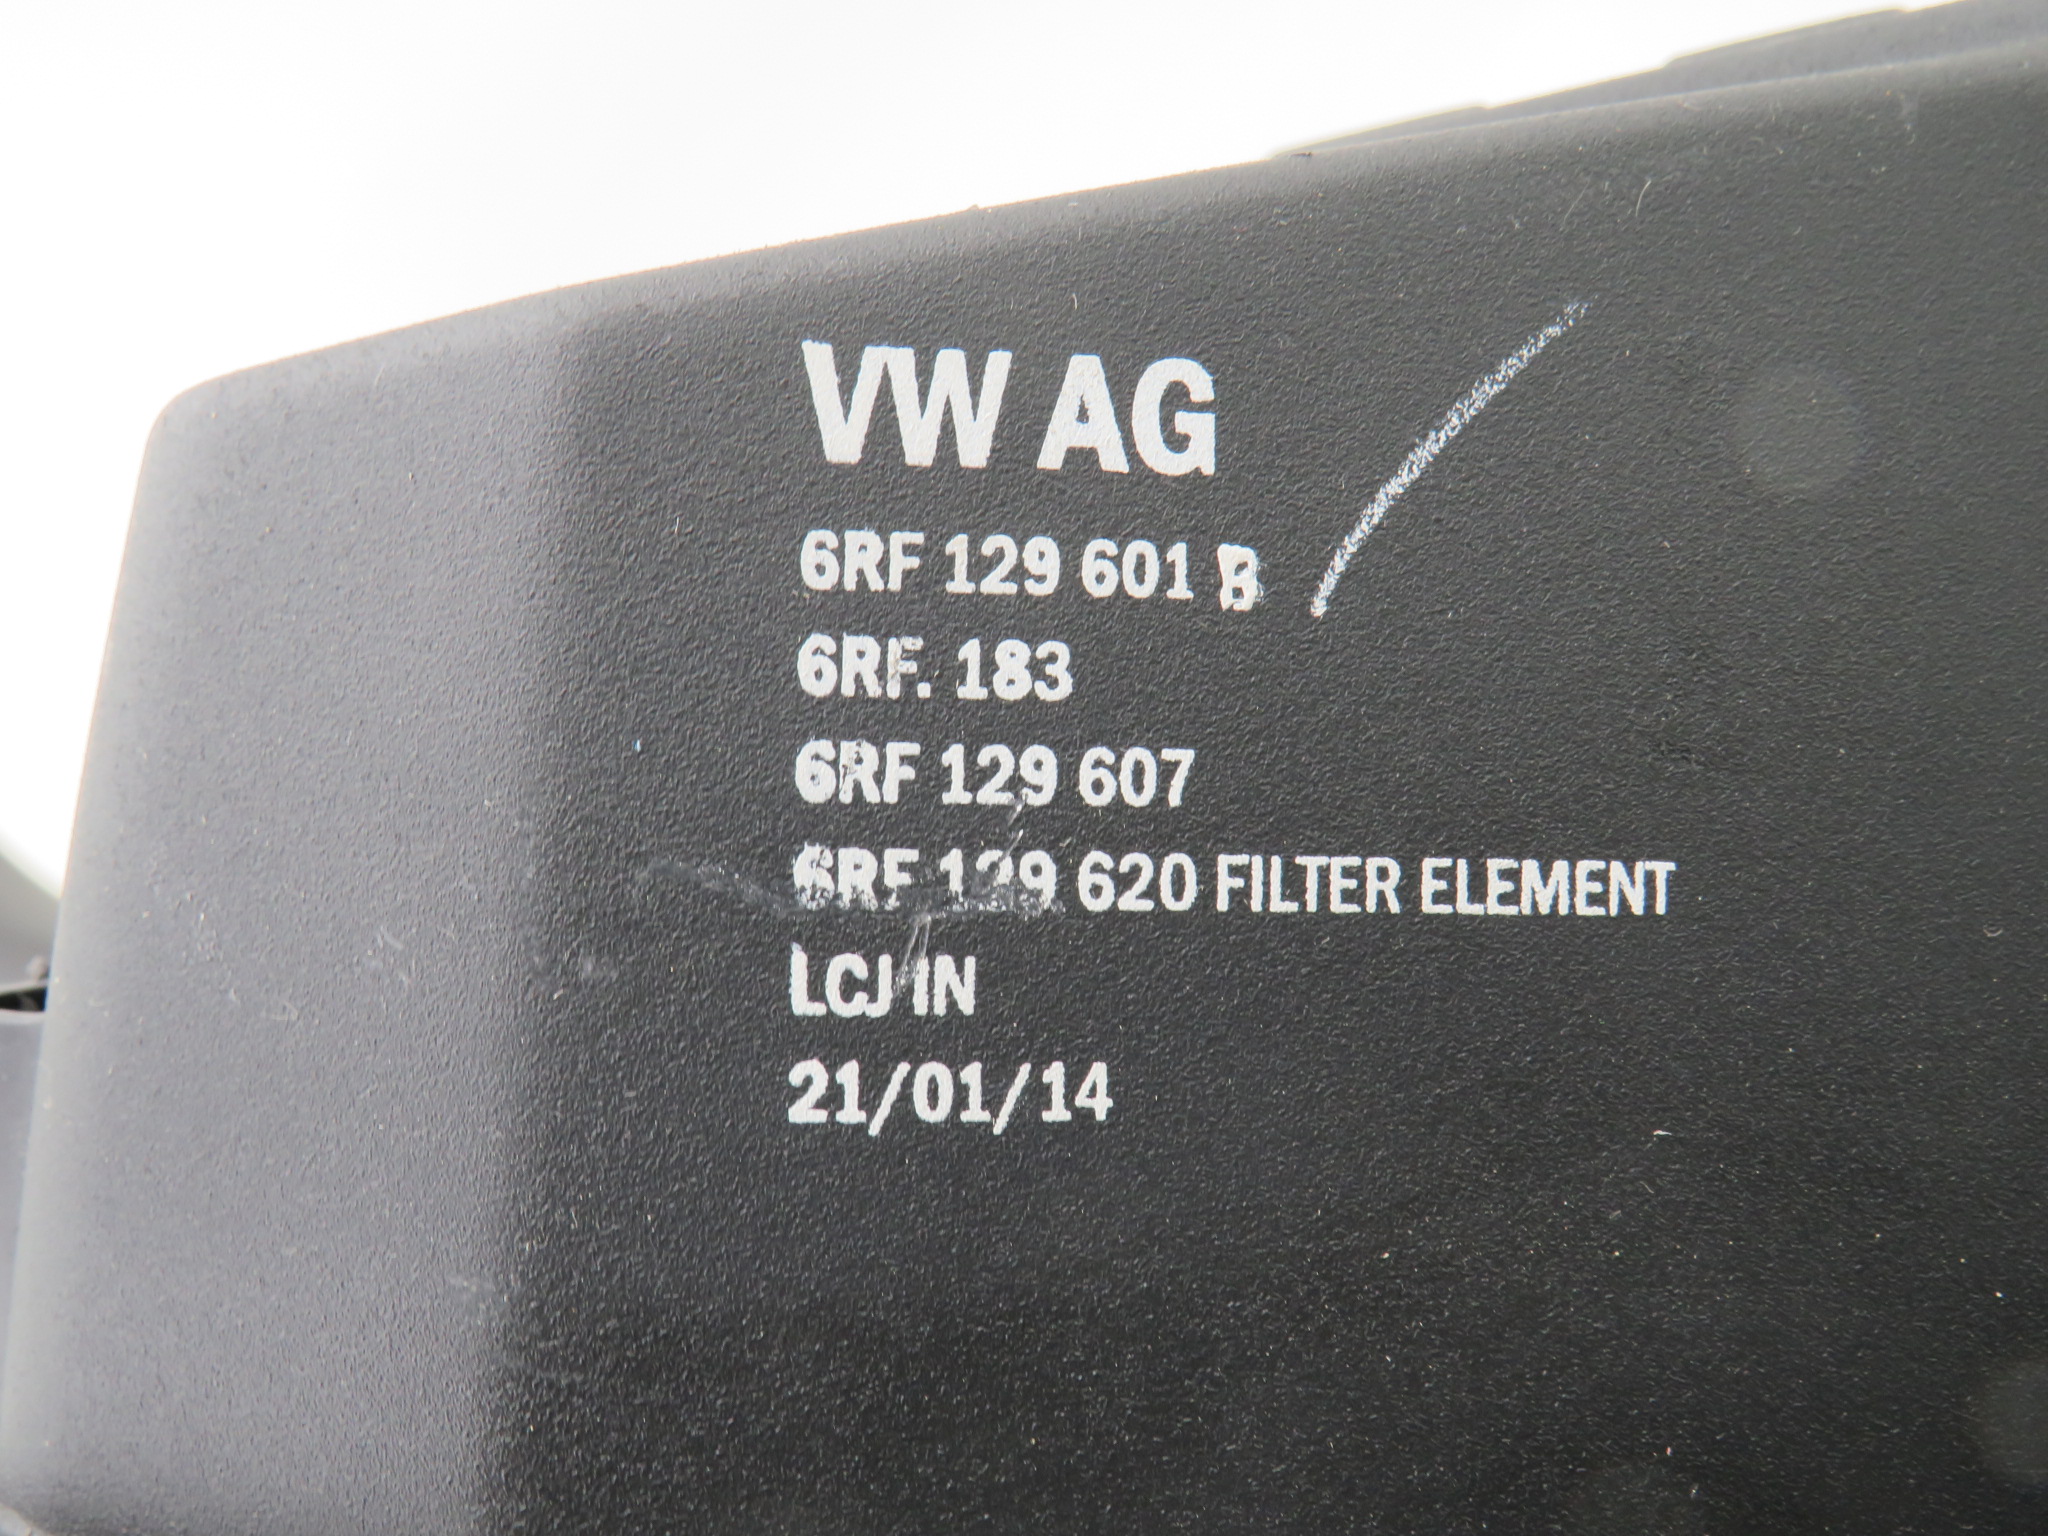 VW AG
6RF 129 601 B
6RF. 183
6RF 129 607
6RF 129 620 FILTER ELEMENT
LCJ IN
21/01/14